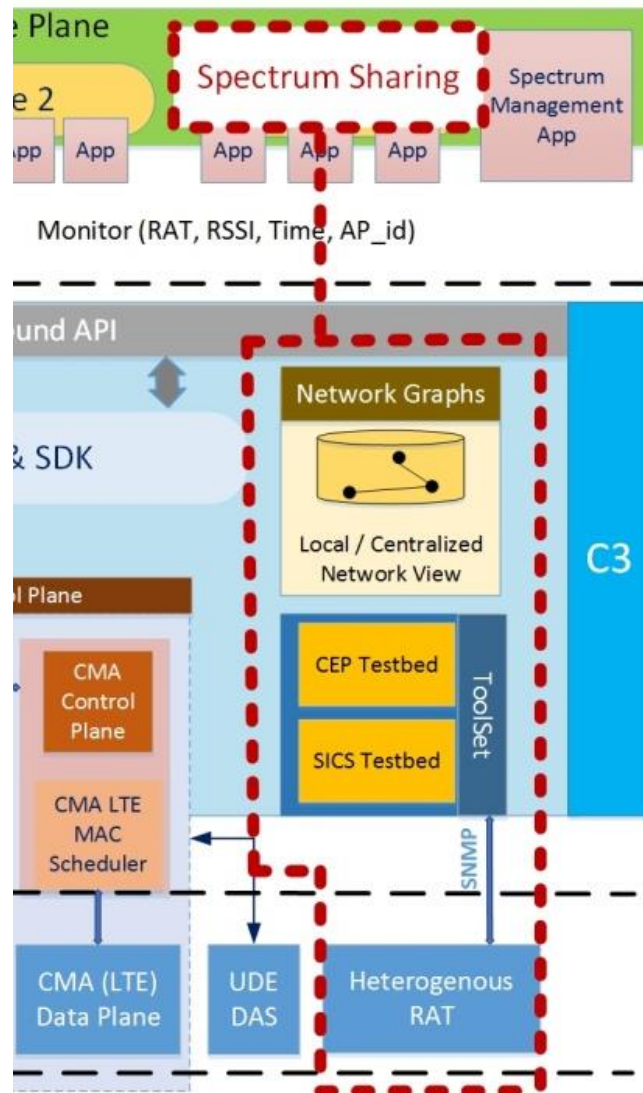 e Plane
Spectrum Sharing
e 2
Spectrum
Management
App
App
App
App
App
App
Monitor (RAT, RSSI, Time, AP_id)
ound API
Network Graphs
& SDK
Local / Centralized
Network View
C3
ol Plane
CMA
Control
Plane
CEP Testbed
SICS Testbed
ToolSet
CMA LTE
MAC
Scheduler
SNMP
CMA (LTE)
Data Plane
UDE
DAS
Heterogenous
RAT